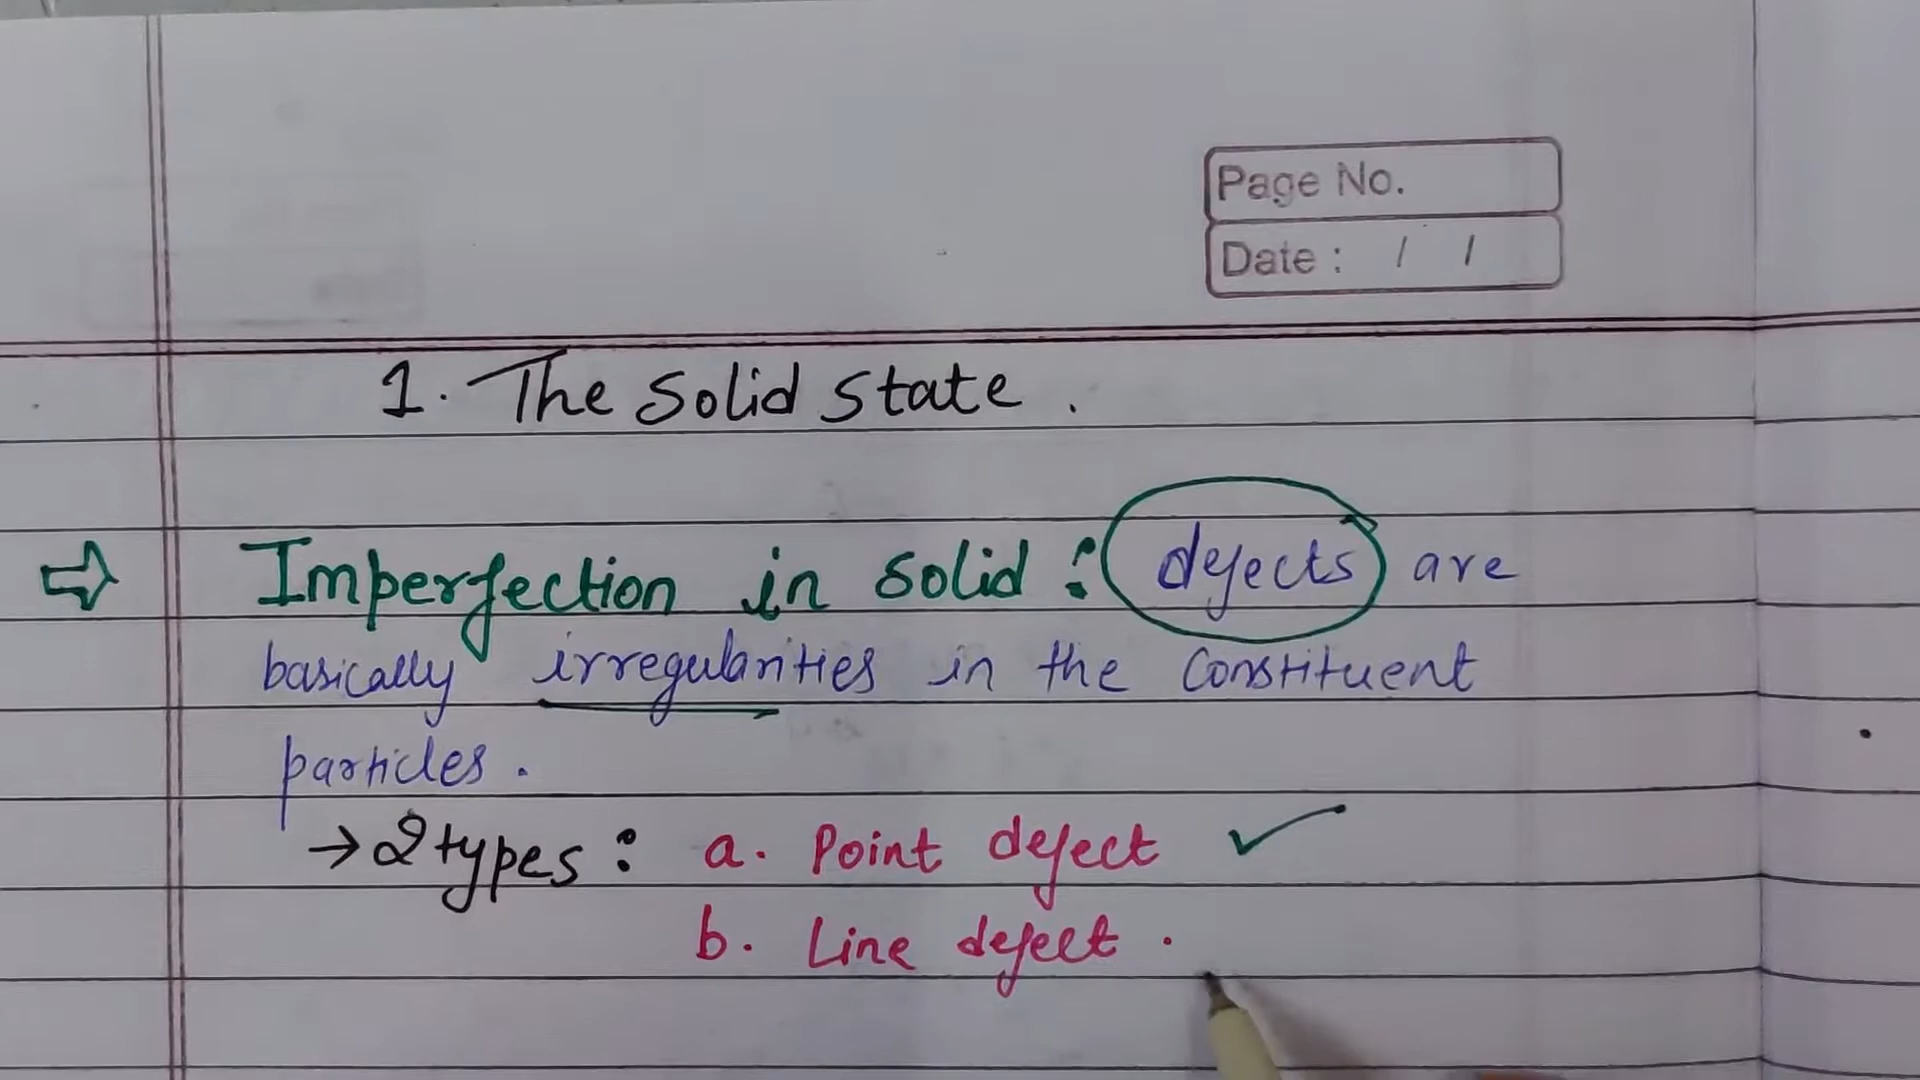 Page No.
Date : / /
1. The Solid State .
Imperfection in solid : defects are
basically irregularities in the Constituent
particles .
→ 2 types : a. Point defect ✓
b. Line defect .